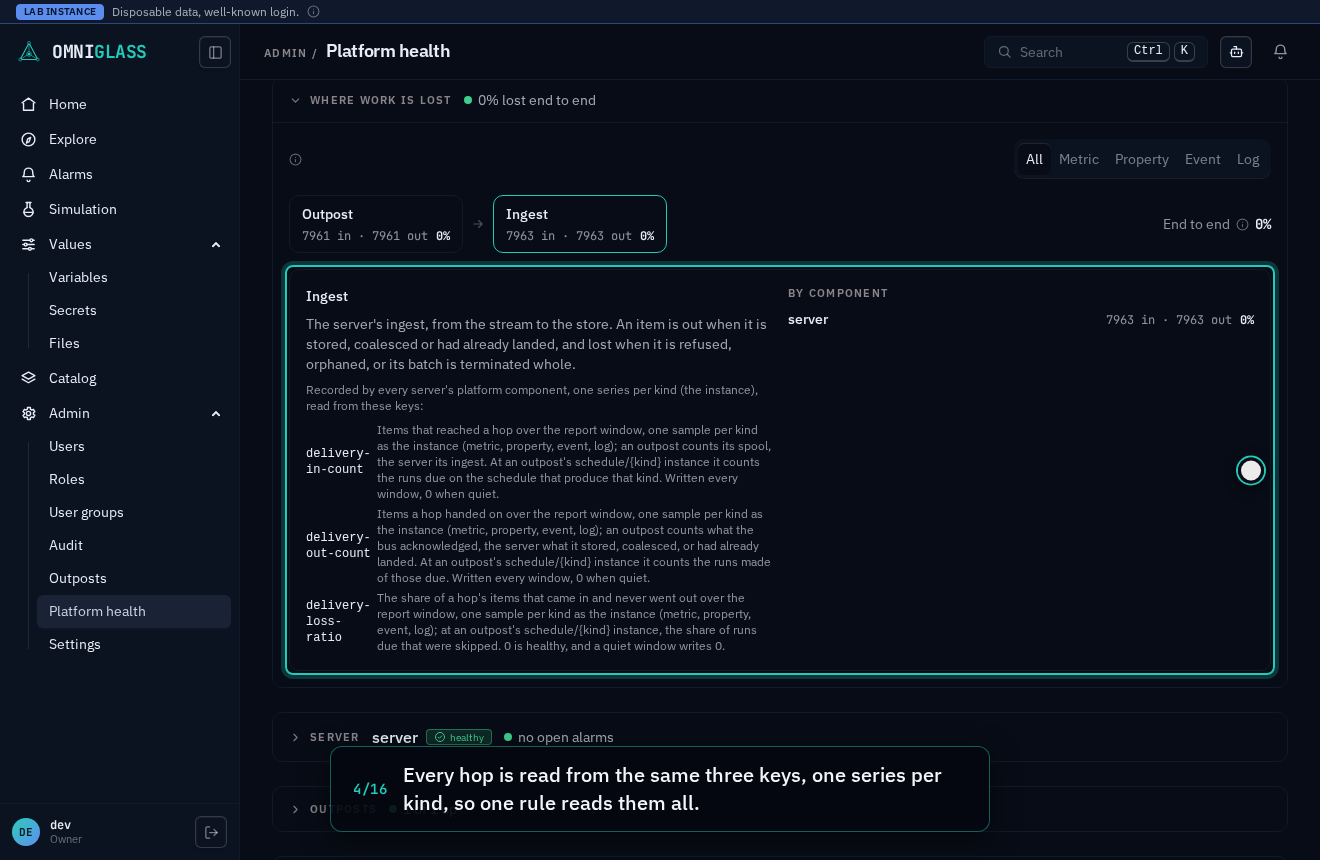 LAB INSTANCE Disposable data, well-known login.
OMNIGLASS
ADMIN / Platform health
Search Ctrl K
Home
Explore
Alarms
Simulation
Values
Variables
Secrets
Files
Catalog
Admin
Users
Roles
User groups
Audit
Outposts
Platform health
Settings
DE dev
Owner
WHERE WORK IS LOST 0% lost end to end
All Metric Property Event Log
Outpost
7961 in · 7961 out 0%
Ingest
7963 in · 7963 out 0%
End to end 0%
Ingest
The server's ingest, from the stream to the store. An item is out when it is
stored, coalesced or had already landed, and lost when it is refused,
orphaned, or its batch is terminated whole.
Recorded by every server's platform component, one series per kind (the instance),
read from these keys:
delivery-
in-count
Items that reached a hop over the report window, one sample per kind
as the instance (metric, property, event, log); an outpost counts its spool,
the server its ingest. At an outpost's schedule/{kind} instance it counts
the runs due on the schedule that produce that kind. Written every
window, 0 when quiet.
delivery-
out-count
Items a hop handed on over the report window, one sample per kind as
the instance (metric, property, event, log); an outpost counts what the
bus acknowledged, the server what it stored, coalesced, or had already
landed. At an outpost's schedule/{kind} instance it counts the runs made
of those due. Written every window, 0 when quiet.
delivery-
loss-
ratio
The share of a hop's items that came in and never went out over the
report window, one sample per kind as the instance (metric, property,
event, log); at an outpost's schedule/{kind} instance, the share of runs
due that were skipped. 0 is healthy, and a quiet window writes 0.
BY COMPONENT
server 7963 in · 7963 out 0%
SERVER server healthy no open alarms
OUTPOSTS
4/16 Every hop is read from the same three keys, one series per
kind, so one rule reads them all.